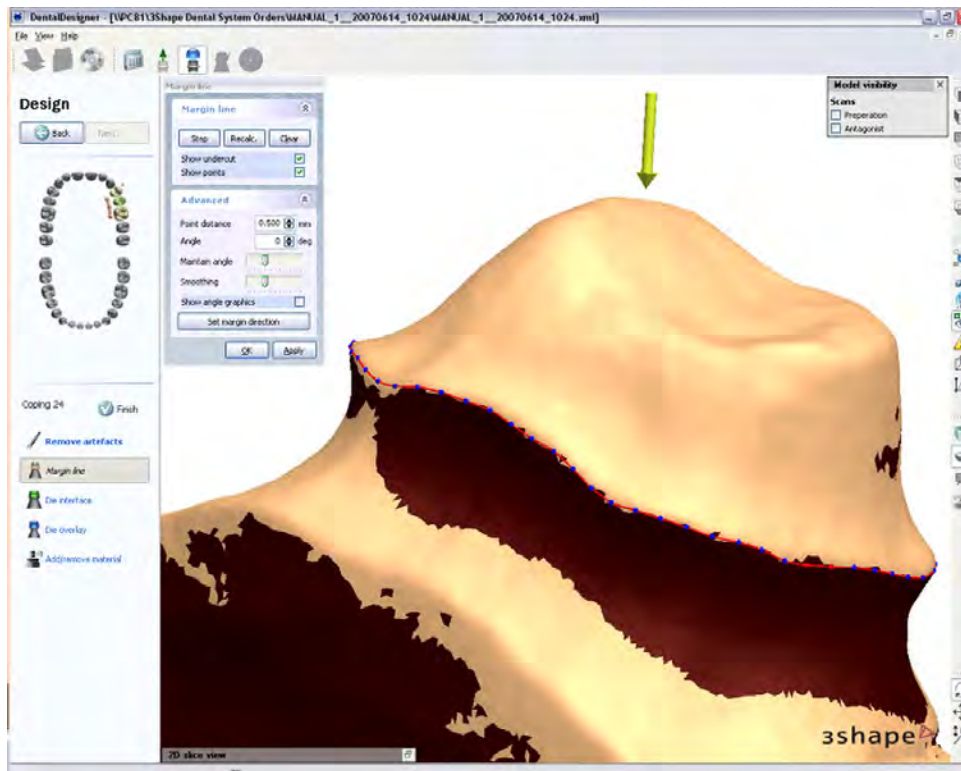 DentalDesigner - [\\PCB1\3Shape Dental System Orders\MANUAL_1__20070614_1024\MANUAL_1__20070614_1024.xml]
File View Help
Design
Back Next
Coping 24 Finish
Remove artefacts
Margin line
Die interface
Die overlay
Add/remove material
Margin line
Margin line
Stop Recalc. Clear
Show undercut
Show points
Advanced
Point distance 0.500 mm
Angle 0 deg
Maintain angle
Smoothing
Show angle graphics
Set margin direction
OK Apply
Model visibility
Scans
Preperation
Antagonist
2D slice view
3shape